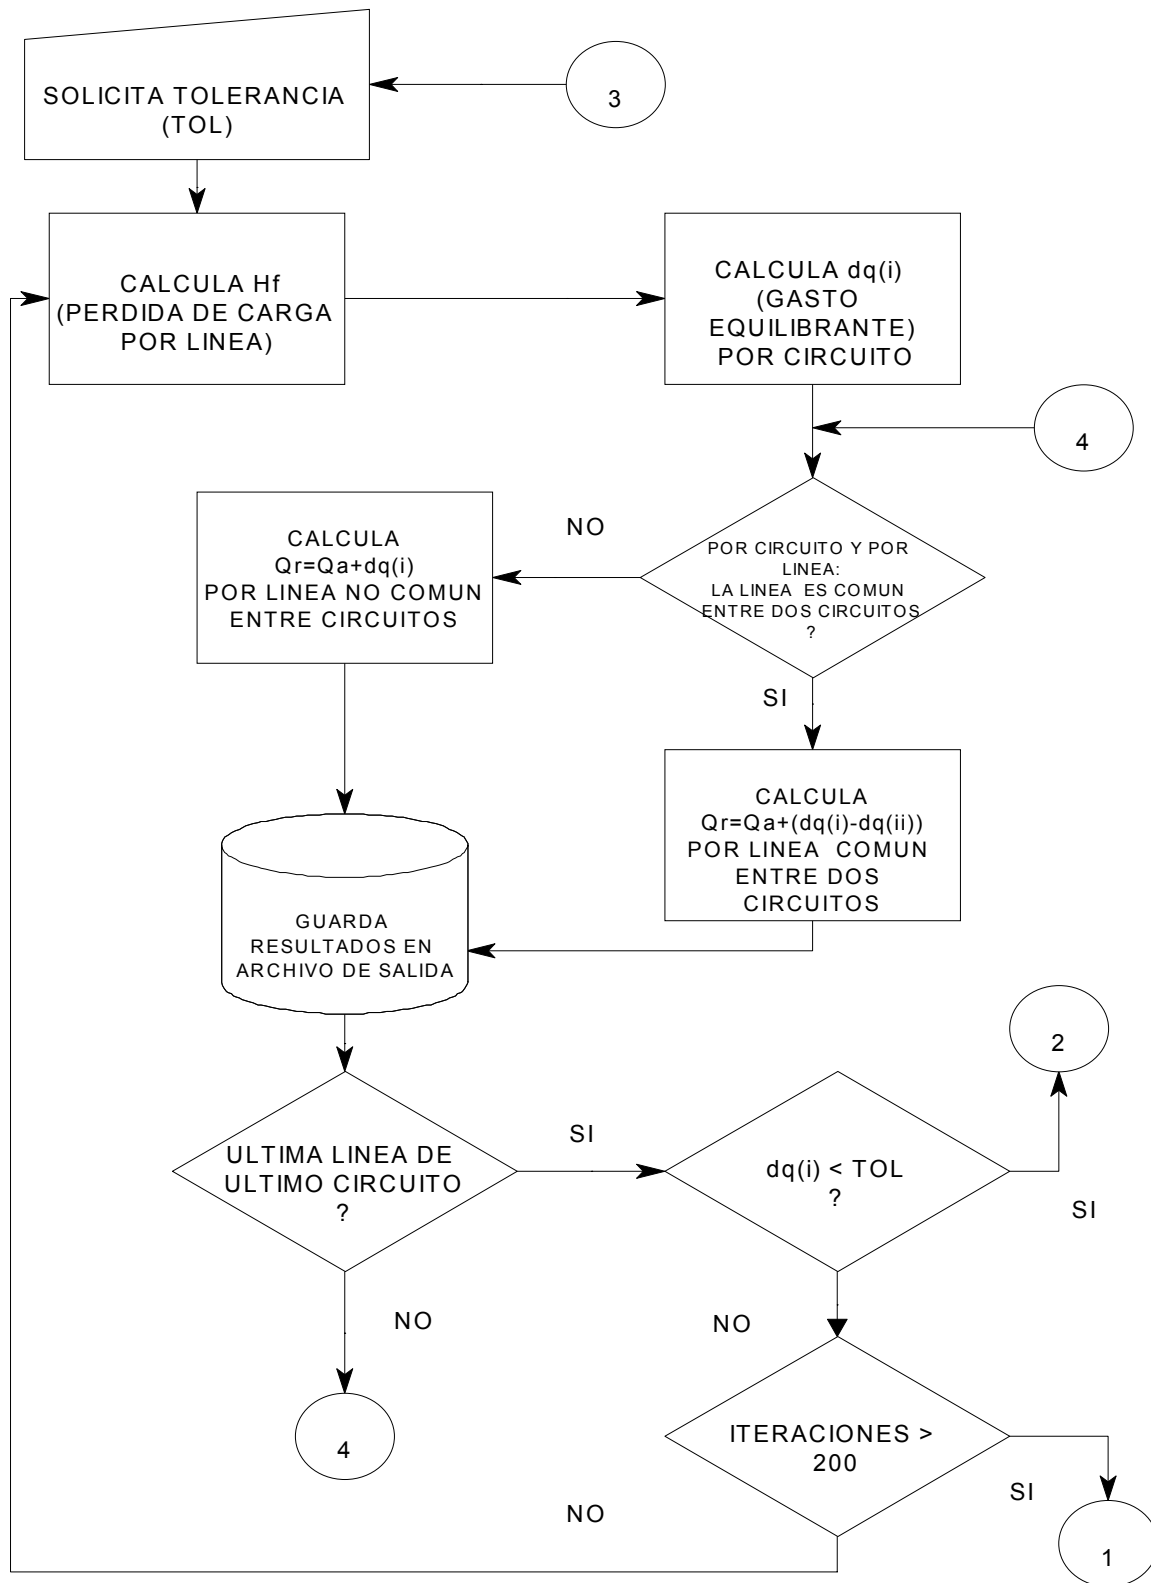 SOLICITA TOLERANCIA
(TOL)
3
CALCULA Hf
(PERDIDA DE CARGA
POR LINEA)
CALCULA dq(i)
(GASTO
EQUILIBRANTE)
POR CIRCUITO
4
POR CIRCUITO Y POR
LINEA:
LA LINEA ES COMUN
ENTRE DOS CIRCUITOS
?
NO
CALCULA
Qr=Qa+dq(i)
POR LINEA NO COMUN
ENTRE CIRCUITOS
SI
CALCULA
Qr=Qa+(dq(i)-dq(ii))
POR LINEA COMUN
ENTRE DOS
CIRCUITOS
GUARDA
RESULTADOS EN
ARCHIVO DE SALIDA
ULTIMA LINEA DE
ULTIMO CIRCUITO
?
SI
dq(i) < TOL
?
2
SI
NO
4
NO
ITERACIONES >
200
SI
1
NO